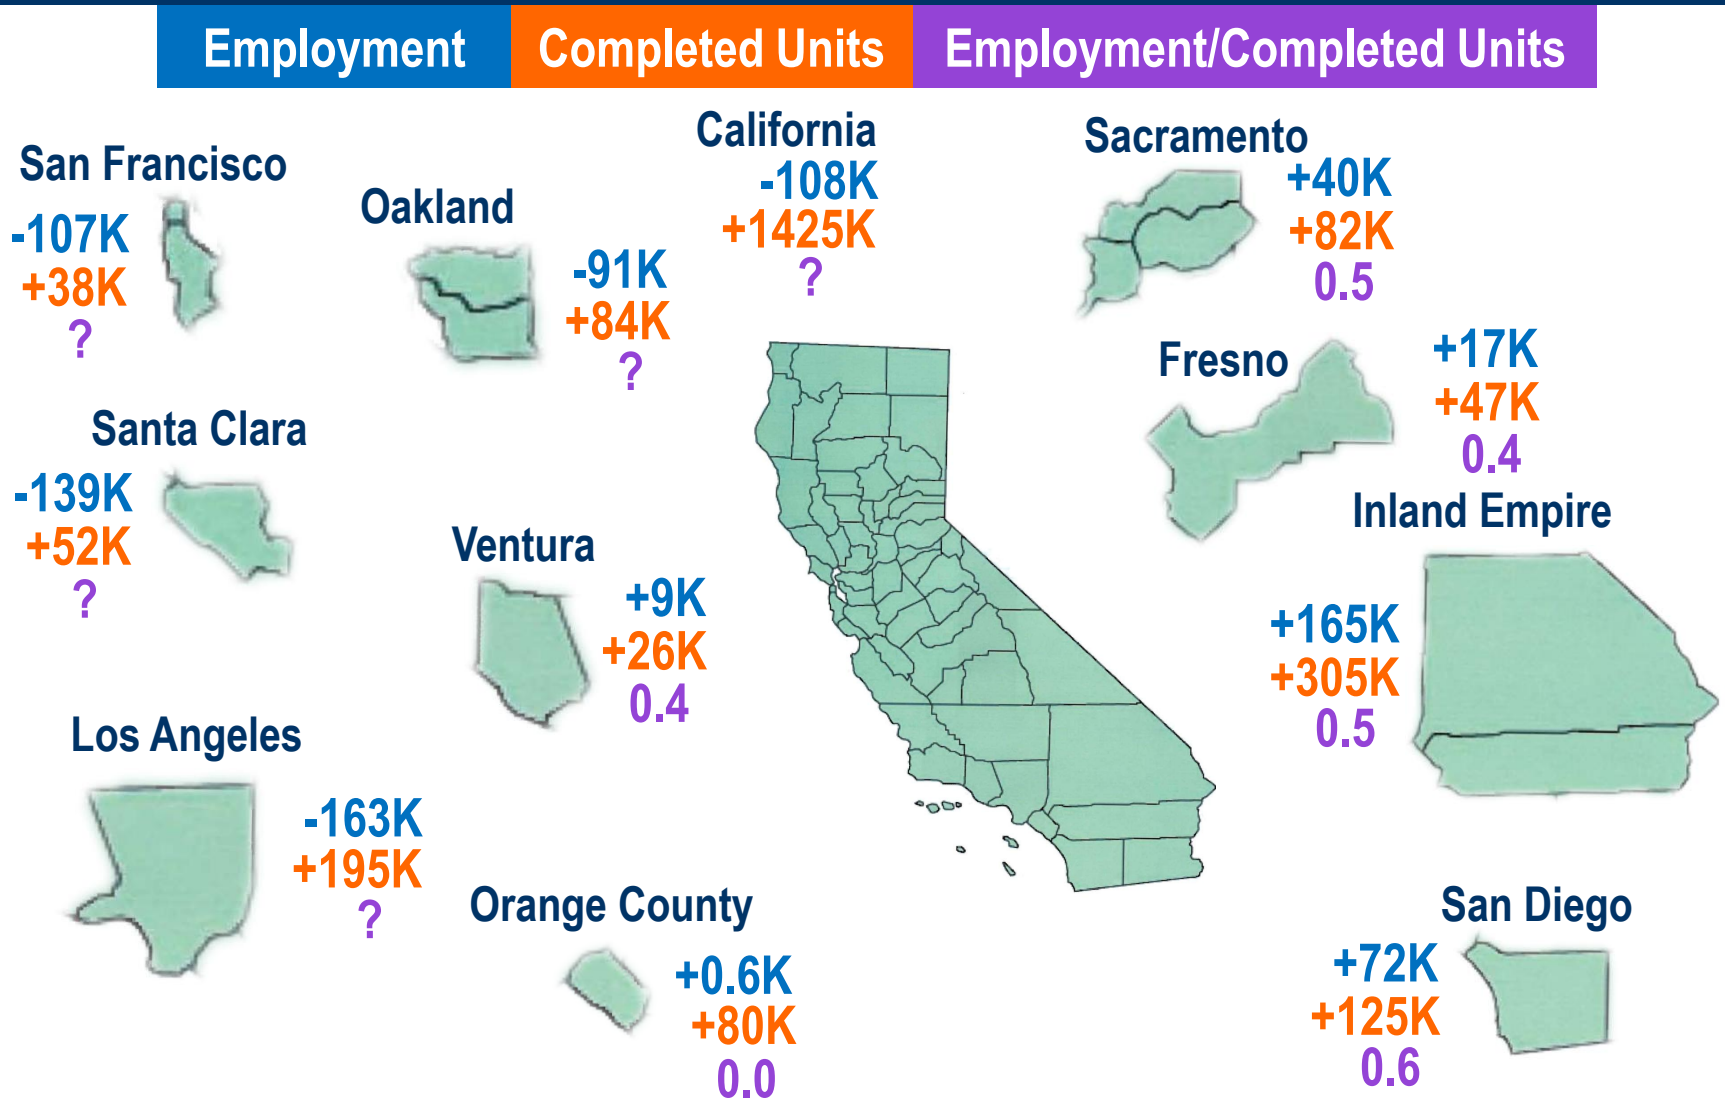 Employment Completed Units Employment/Completed Units
California
-108K
+1425K
?
San Francisco
-107K
+38K
?
Oakland
-91K
+84K
?
Sacramento
+40K
+82K
0.5
Fresno
+17K
+47K
0.4
Santa Clara
-139K
+52K
?
Ventura
+9K
+26K
0.4
Inland Empire
+165K
+305K
0.5
Los Angeles
-163K
+195K
?
Orange County
+0.6K
+80K
0.0
San Diego
+72K
+125K
0.6